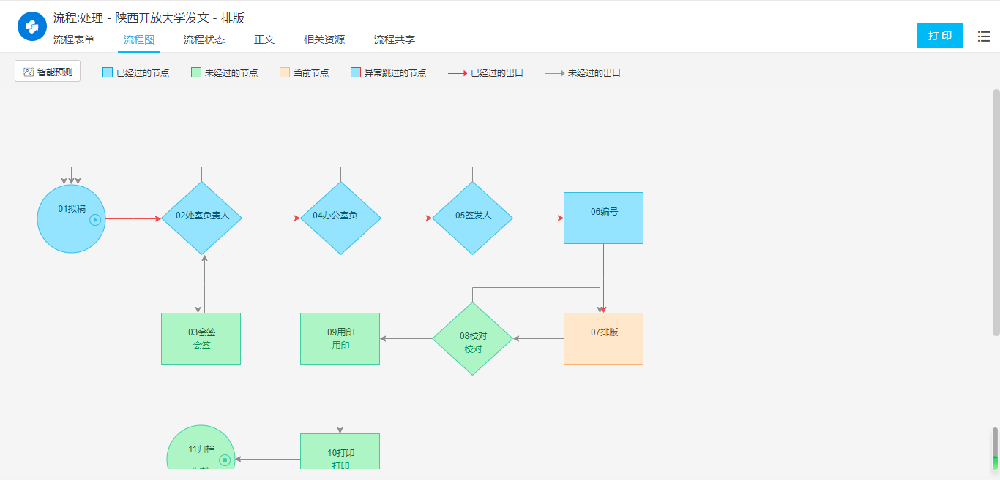 流程:处理 - 陕西开放大学发文 - 排版
流程表单 流程图 流程状态 正文 相关资源 流程共享
打 印
智能预测 已经过的节点 未经过的节点 当前节点 异常跳过的节点 已经过的出口 未经过的出口
01拟稿
02处室负责人
04办公室负...
05签发人
06编号
03会签
会签
09用印
用印
08校对
校对
07排版
11归档
归档
10打印
打印